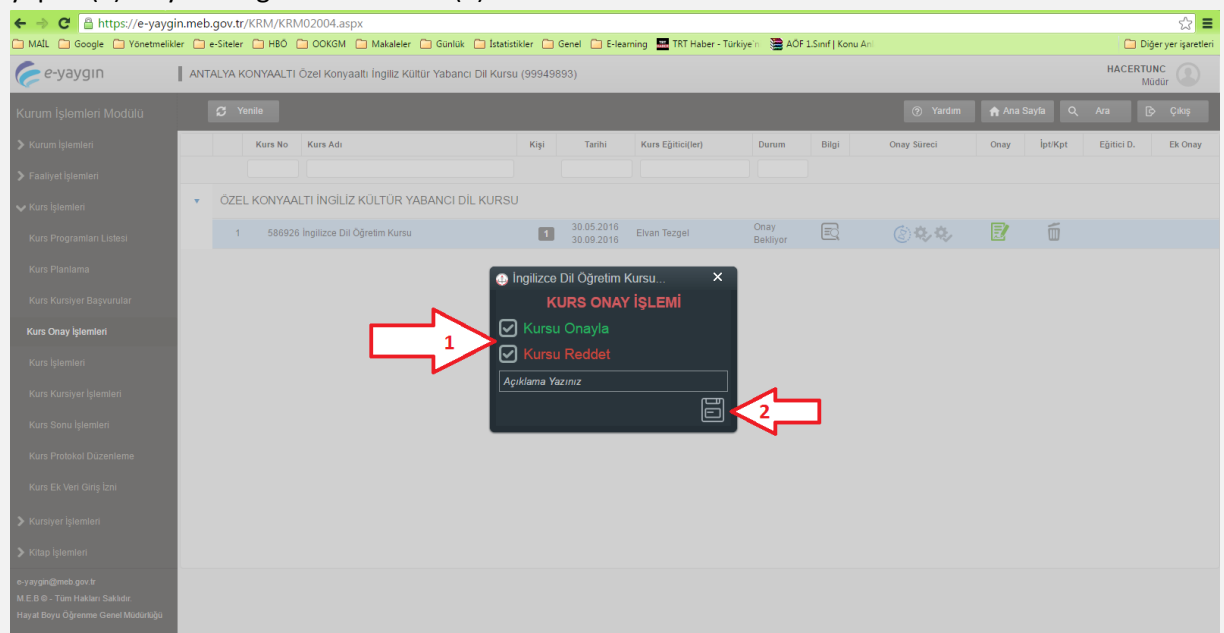 https://e-yaygin.meb.gov.tr/KRM/KRM02004.aspx
MAİL Google Yönetmelikler e-Siteler HBÖ OOKGM Makaleler Günlük İstatistikler Genel E-learning TRT Haber - Türkiye'n AÖF 1.Sınıf | Konu An Diğer yer işaretleri
e-yaygın
ANTALYA KONYAALTI Özel Konyaaltı İngiliz Kültür Yabancı Dil Kursu (99949893)
HACERTUNC
Müdür
Kurum İşlemleri Modülü
Yenile
Yardım Ana Sayfa Ara Çıkış
Kurs No Kurs Adı Kişi Tarihi Kurs Eğitici(ler) Durum Bilgi Onay Süreci Onay İpt/Kpt Eğitici D. Ek Onay
ÖZEL KONYAALTI İNGİLİZ KÜLTÜR YABANCI DİL KURSU
1 586926 İngilizce Dil Öğretim Kursu 1 30.05.2016 30.09.2016 Elvan Tezgel Onay Bekliyor
Kurum İşlemleri
Faaliyet İşlemleri
Kurs İşlemleri
Kurs Programları Listesi
Kurs Planlama
Kurs Kursiyer Başvurular
Kurs Onay İşlemleri
Kurs İşlemleri
Kurs Kursiyer İşlemleri
Kurs Sonu İşlemleri
Kurs Protokol Düzenleme
Kurs Ek Veri Giriş İzni
Kursiyer İşlemleri
Kitap İşlemleri
e-yaygin@meb.gov.tr
M.E.B © - Tüm Hakları Saklıdır.
Hayat Boyu Öğrenme Genel Müdürlüğü
İngilizce Dil Öğretim Kursu...
KURS ONAY İŞLEMİ
Kursu Onayla
Kursu Reddet
Açıklama Yazınız
1
2